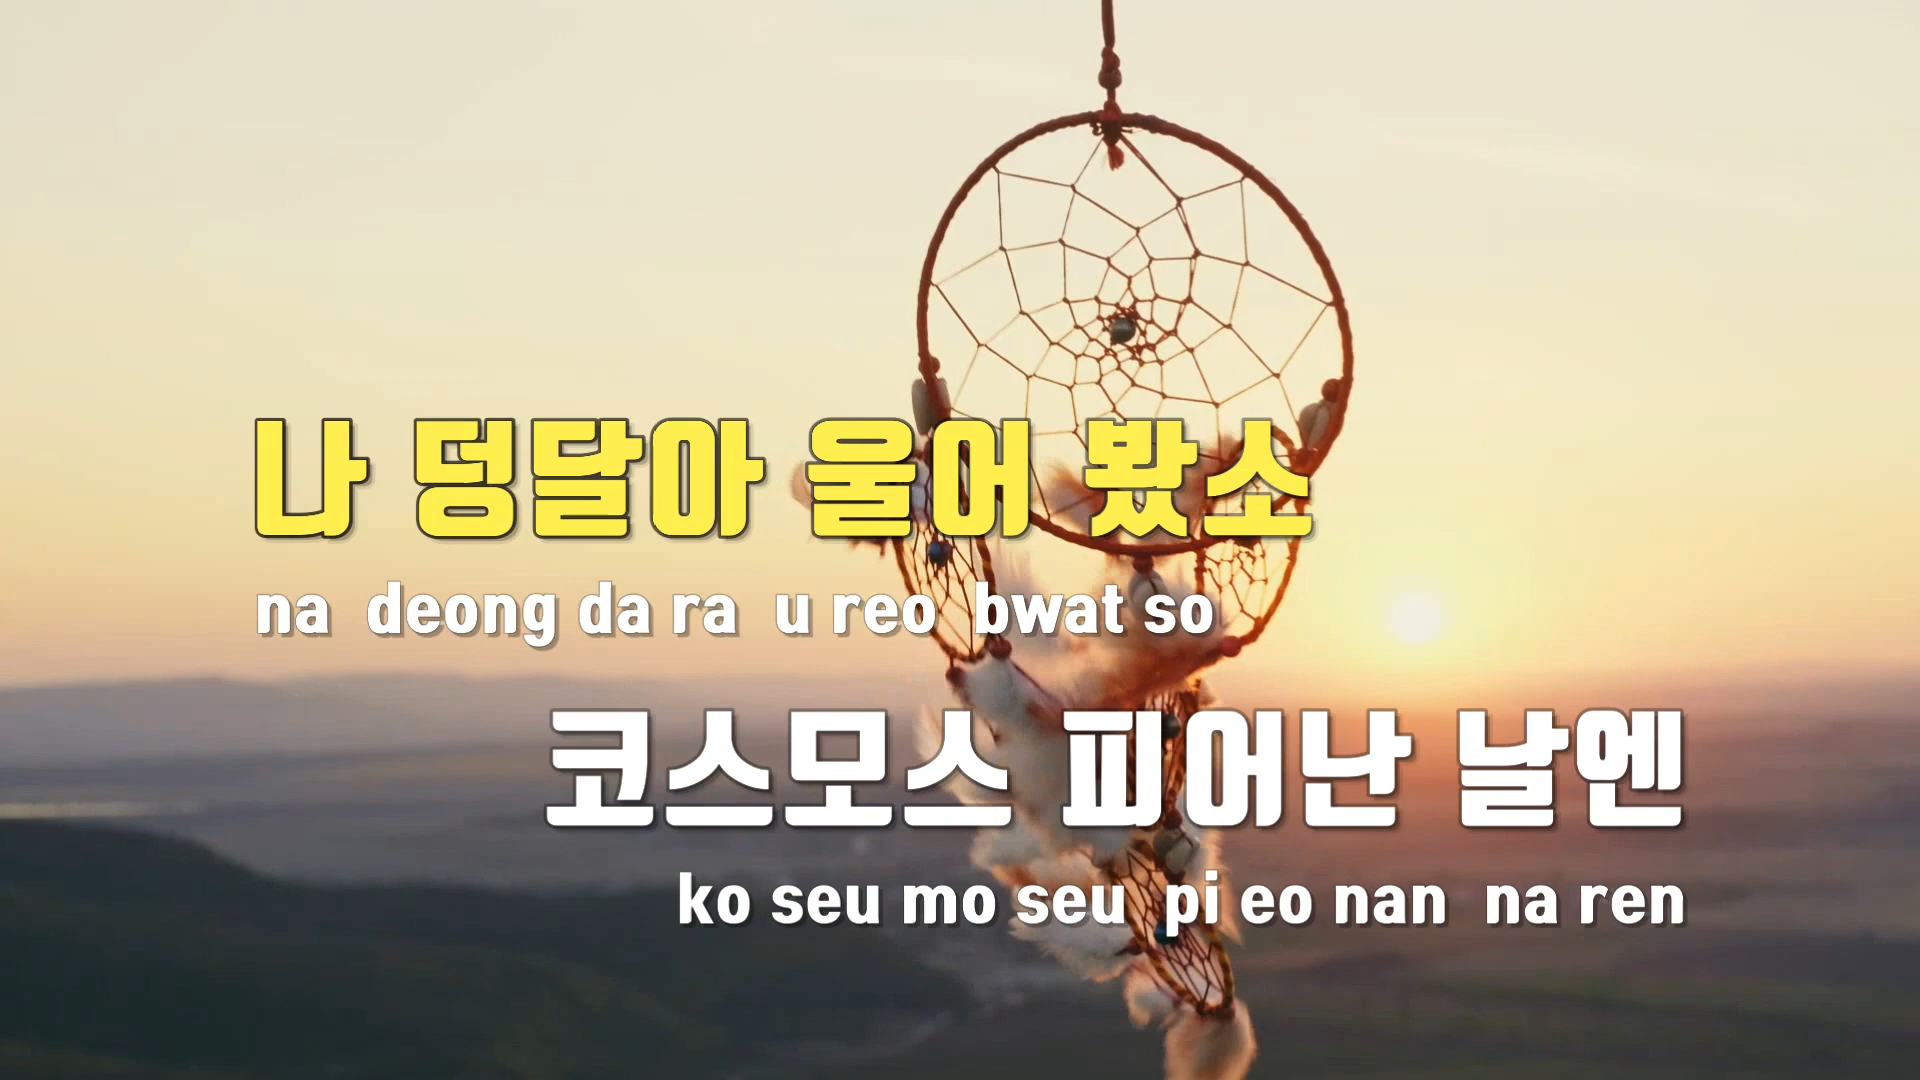 나 덩달아 울어 봤소
na deong da ra u reo bwat so
코스모스 피어난 날엔
ko seu mo seu pi eo nan na ren